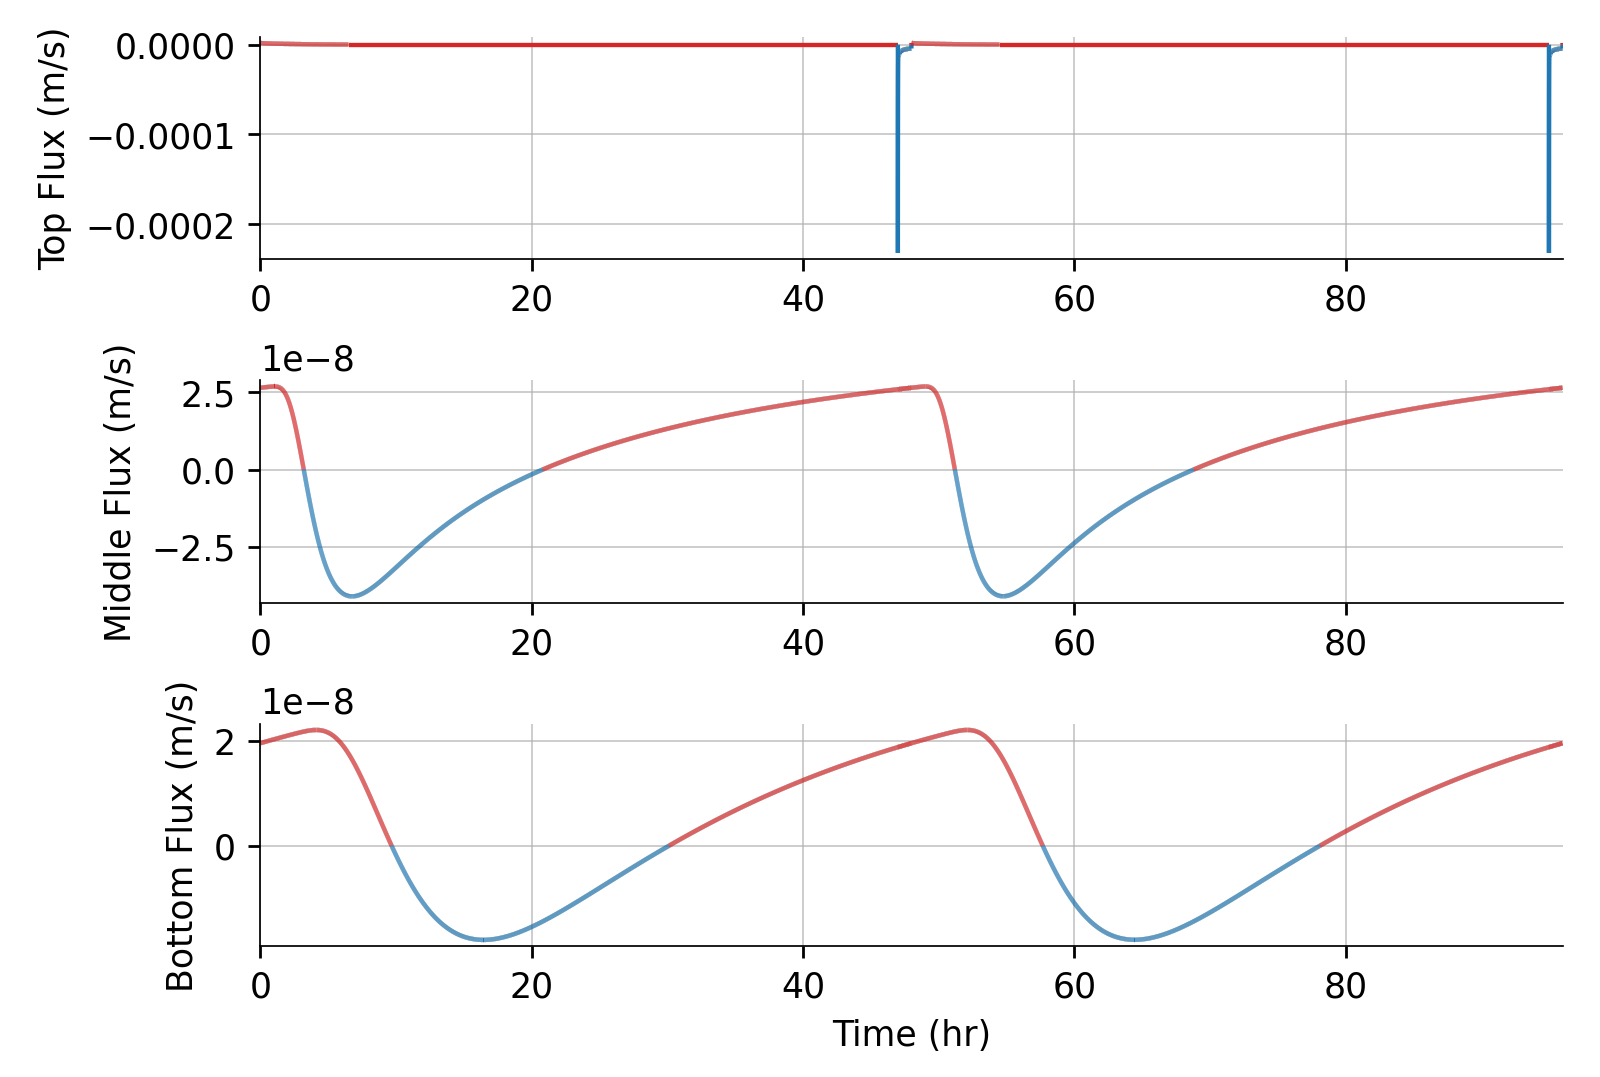 Top Flux (m/s)
0.0000
−0.0001
−0.0002
0 20 40 60 80
Middle Flux (m/s)
1e−8
2.5
0.0
−2.5
0 20 40 60 80
Bottom Flux (m/s)
1e−8
2
0
0 20 40 60 80
Time (hr)